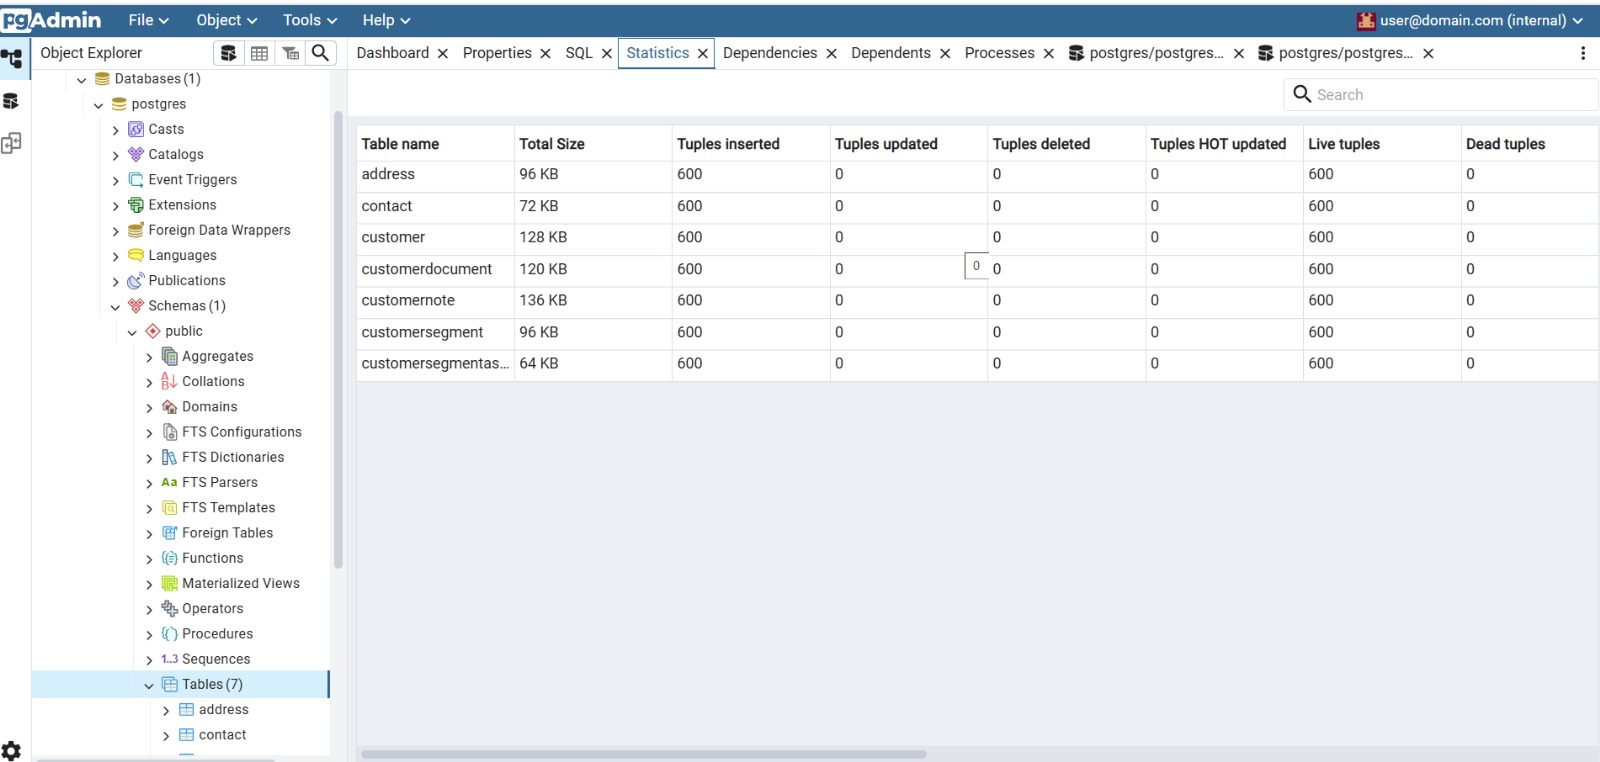 pgAdmin File Object Tools Help user@domain.com (internal)
Object Explorer Dashboard Properties SQL Statistics Dependencies Dependents Processes postgres/postgres... postgres/postgres...
Search
Databases (1)
postgres
Casts
Catalogs
Event Triggers
Extensions
Foreign Data Wrappers
Languages
Publications
Schemas (1)
public
Aggregates
Collations
Domains
FTS Configurations
FTS Dictionaries
Aa FTS Parsers
FTS Templates
Foreign Tables
Functions
Materialized Views
Operators
Procedures
1..3 Sequences
Tables (7)
address
contact
Table name Total Size Tuples inserted Tuples updated Tuples deleted Tuples HOT updated Live tuples Dead tuples
address 96 KB 600 0 0 0 600 0
contact 72 KB 600 0 0 0 600 0
customer 128 KB 600 0 0 0 600 0
customerdocument 120 KB 600 0 0 0 0 600 0
customernote 136 KB 600 0 0 0 600 0
customersegment 96 KB 600 0 0 0 600 0
customersegmentas... 64 KB 600 0 0 0 600 0